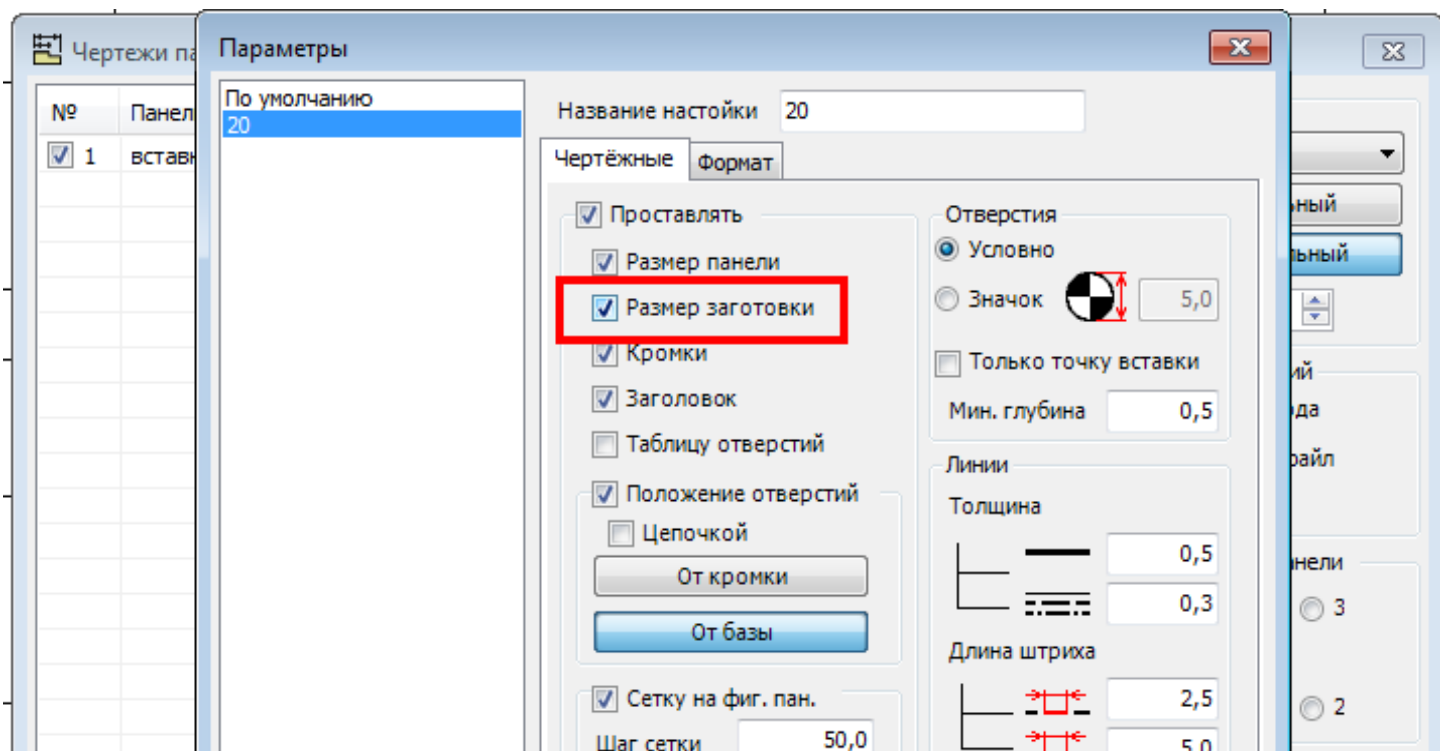 Чертежи па
Параметры
№
Панел
1
вставн
По умолчанию
20
Название настойки
20
Чертёжные
Формат
Проставлять
Размер панели
Размер заготовки
Кромки
Заголовок
Таблицу отверстий
Положение отверстий
Цепочкой
От кромки
От базы
Сетку на фиг. пан.
Шаг сетки
50,0
Отверстия
Условно
Значок
5,0
Только точку вставки
Мин. глубина
0,5
Линии
Толщина
0,5
0,3
Длина штриха
2,5
5,0
ный
льный
ий
да
райл
нели
3
2